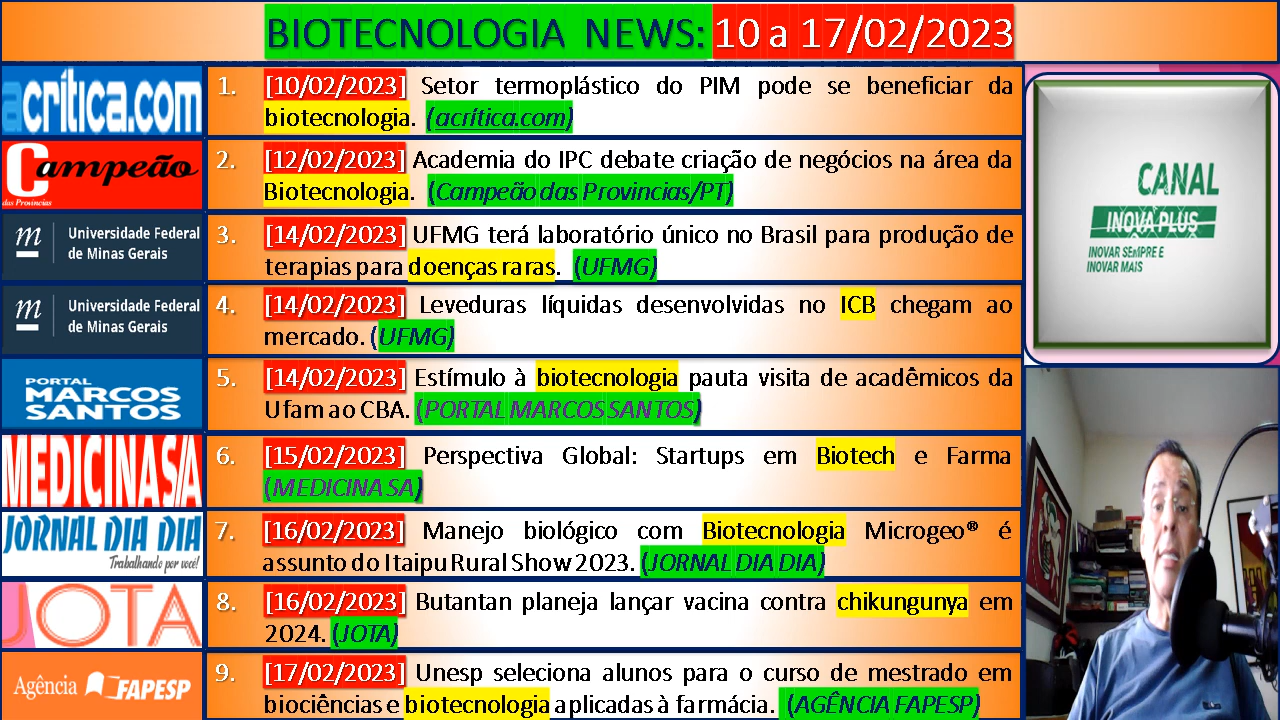 BIOTECNOLOGIA NEWS: 10 a 17/02/2023
acrítica.com
1. [10/02/2023] Setor termoplástico do PIM pode se beneficiar da
biotecnologia. (acrítica.com)
Campeão
das Províncias
2. [12/02/2023] Academia do IPC debate criação de negócios na área da
Biotecnologia. (Campeão das Provincias/PT)
m
Universidade Federal
de Minas Gerais
3. [14/02/2023] UFMG terá laboratório único no Brasil para produção de
terapias para doenças raras. (UFMG)
m
Universidade Federal
de Minas Gerais
4. [14/02/2023] Leveduras líquidas desenvolvidas no ICB chegam ao
mercado. (UFMG)
PORTAL
MARCOS
SANTOS
5. [14/02/2023] Estímulo à biotecnologia pauta visita de acadêmicos da
Ufam ao CBA. (PORTAL MARCOS SANTOS)
MEDICINAS/A
6. [15/02/2023] Perspectiva Global: Startups em Biotech e Farma
(MEDICINA SA)
JORNAL DIA DIA
Trabalhando por você!
7. [16/02/2023] Manejo biológico com Biotecnologia Microgeo® é
assunto do Itaipu Rural Show 2023. (JORNAL DIA DIA)
JOTA
8. [16/02/2023] Butantan planeja lançar vacina contra chikungunya em
2024. (JOTA)
Agência FAPESP
9. [17/02/2023] Unesp seleciona alunos para o curso de mestrado em
biociências e biotecnologia aplicadas à farmácia. (AGÊNCIA FAPESP)
CANAL
INOVA PLUS
INOVAR SEMPRE E
INOVAR MAIS